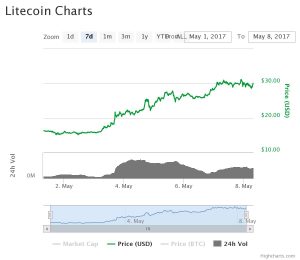 Litecoin Charts
Zoom 1d 7d 1m 3m 1y YTD ALL From May 1, 2017 To May 8, 2017
$30.00
$20.00
$10.00
Price (USD)
24h Vol
0M
2. May 4. May 6. May 8. May
4. May 8. May
Market Cap Price (USD) Price (BTC) 24h Vol
Highcharts.com